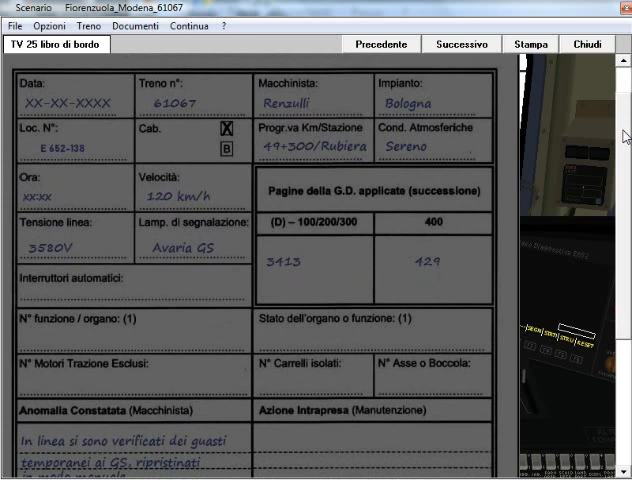 Scenario Fiorenzuola_Modena_61067
File Opzioni Treno Documenti Continua ?
TV 25 libro di bordo Precedente Successivo Stampa Chiudi
Data: Treno n°: Macchinista: Impianto:
XX-XX-XXXX 61067 Renzulli Bologna
Loc. N°: Cab. X Progr.va Km/Stazione Cond. Atmosferiche
E 652-138 B 49+300/Rubiera Sereno
Ora: Velocità: Pagine della G.D. applicate (successione)
xx:xx 120 km/h
Tensione linea: Lamp. di segnalazione: (D) – 100/200/300 400
3580V Avaria GS 3413 429
Interruttori automatici:
N° funzione / organo: (1) Stato dell'organo o funzione: (1)
N° Motori Trazione Esclusi: N° Carrelli isolati: N° Asse o Boccola:
Anomalia Constatata (Macchinista) Azione Intrapresa (Manutenzione)
In linea si sono verificati dei guasti
temporanei ai GS, ripristinati
in modo manuale
RESET